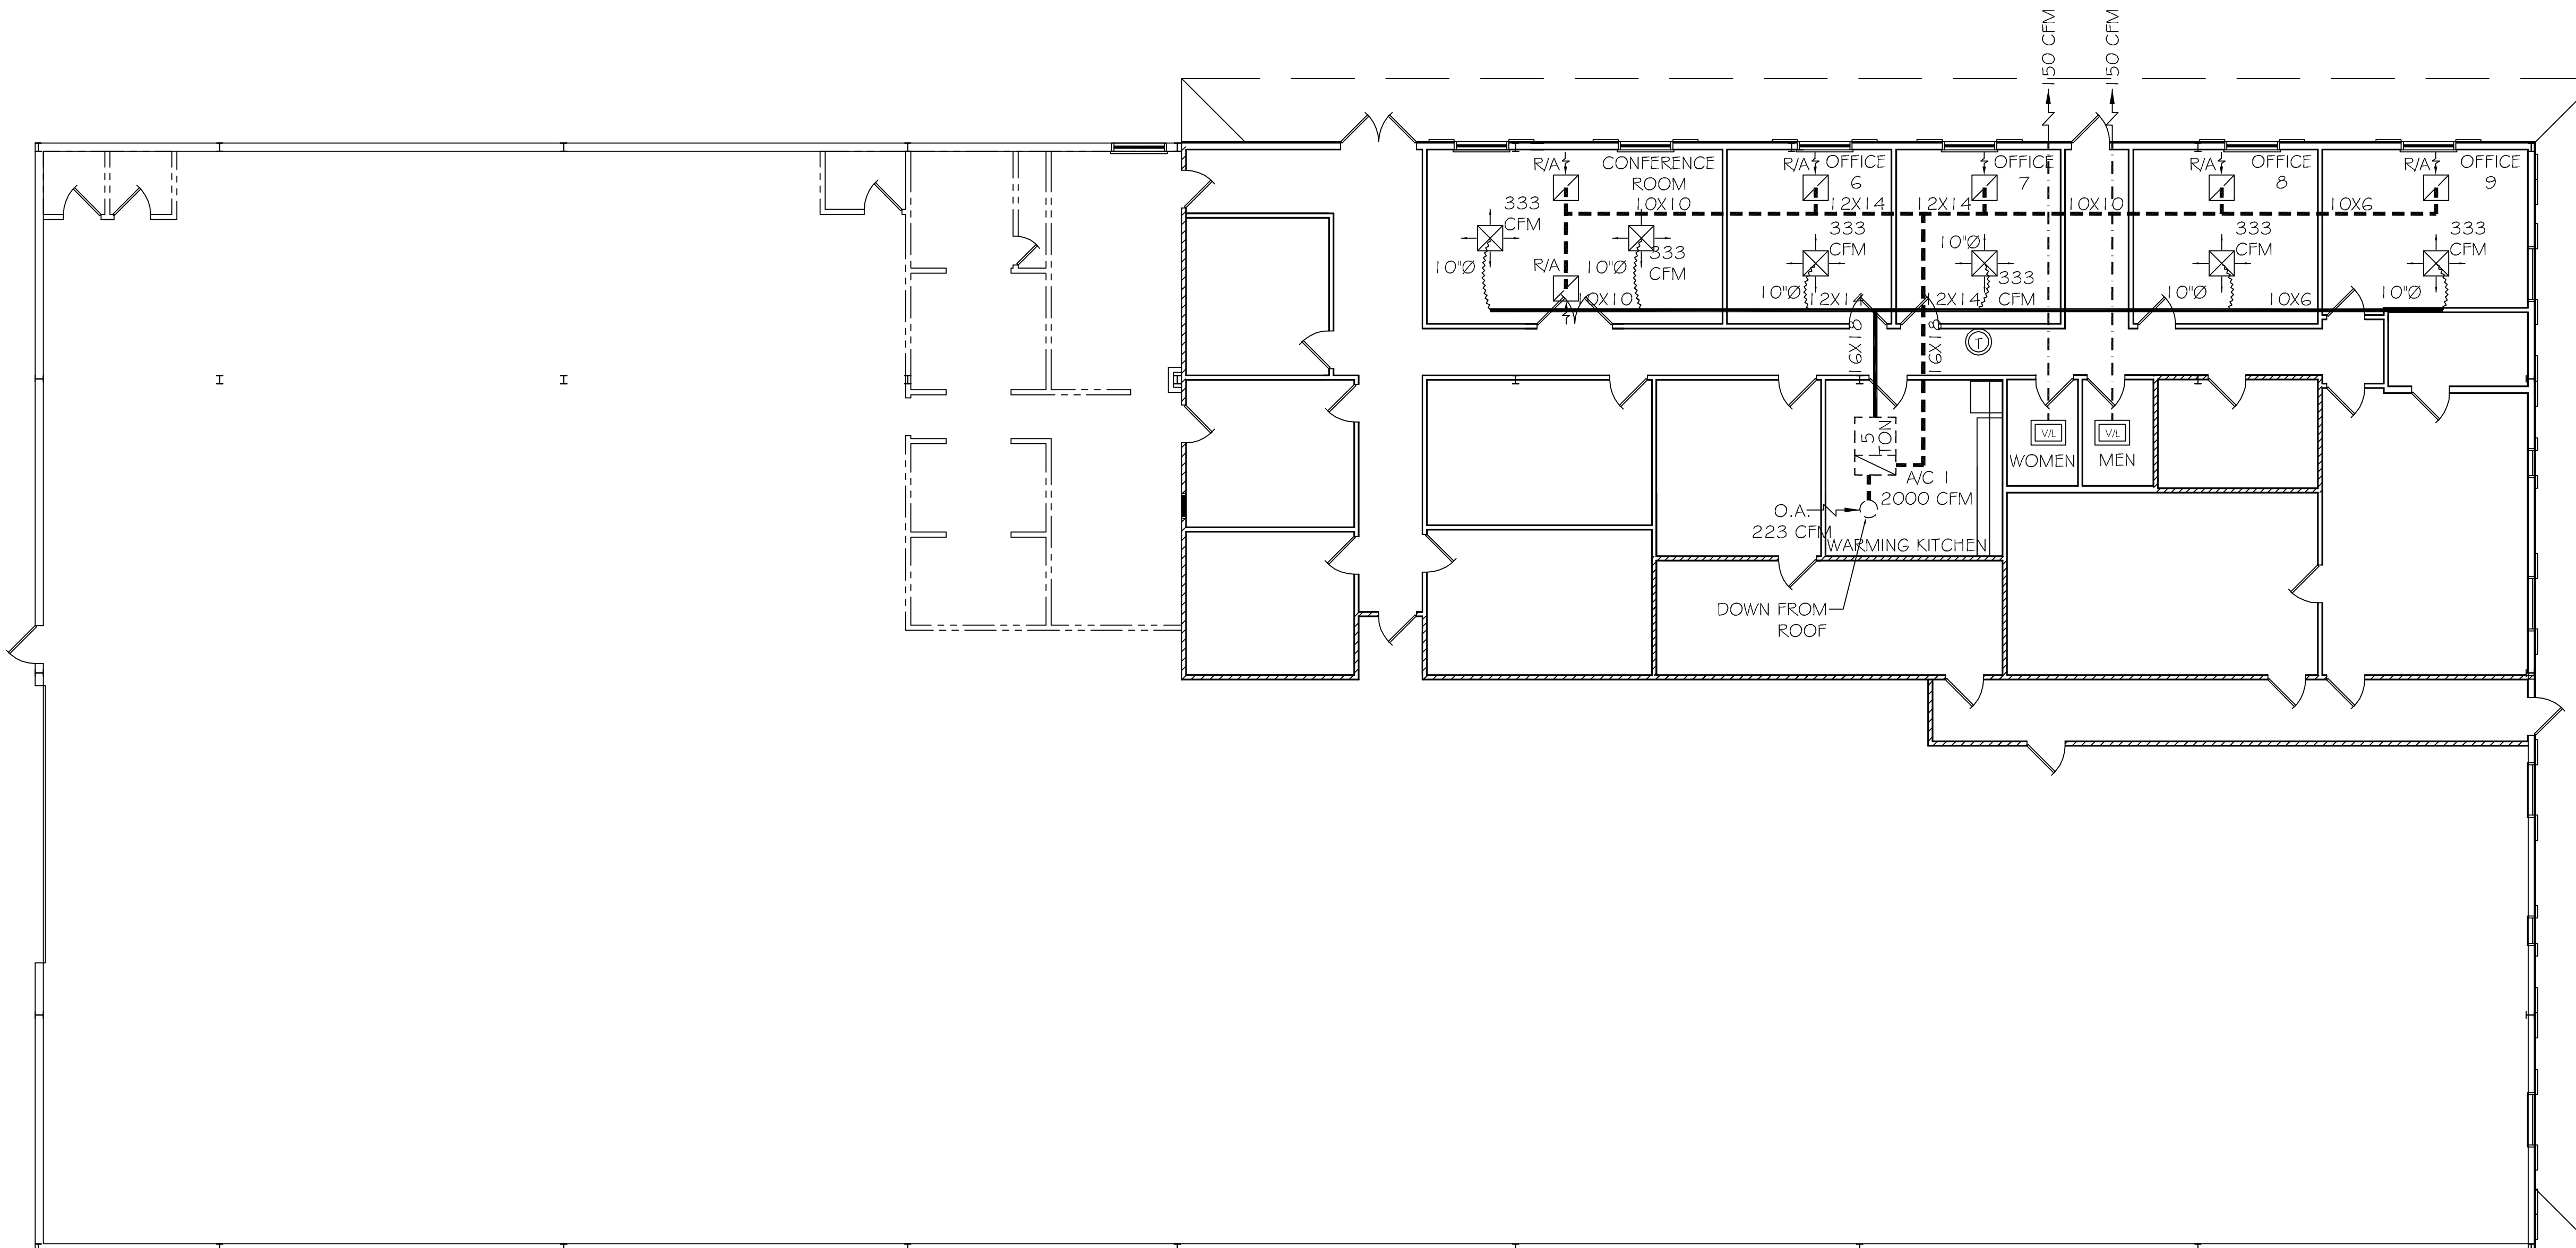 150 CFM
150 CFM
R/A
CONFERENCE
ROOM
R/A
OFFICE
6
OFFICE
7
R/A
OFFICE
8
R/A
OFFICE
9
10X10
12X14
12X14
10X10
10X6
333
CFM
333
CFM
333
CFM
333
CFM
333
CFM
333
CFM
10"Ø
R/A
10"Ø
10"Ø
10"Ø
10"Ø
10"Ø
10X10
12X14
12X14
10X6
16X18
16X18
T
5
TON
V/L
V/L
WOMEN
MEN
A/C 1
2000 CFM
O.A.
223 CFM
WARMING KITCHEN
DOWN FROM
ROOF